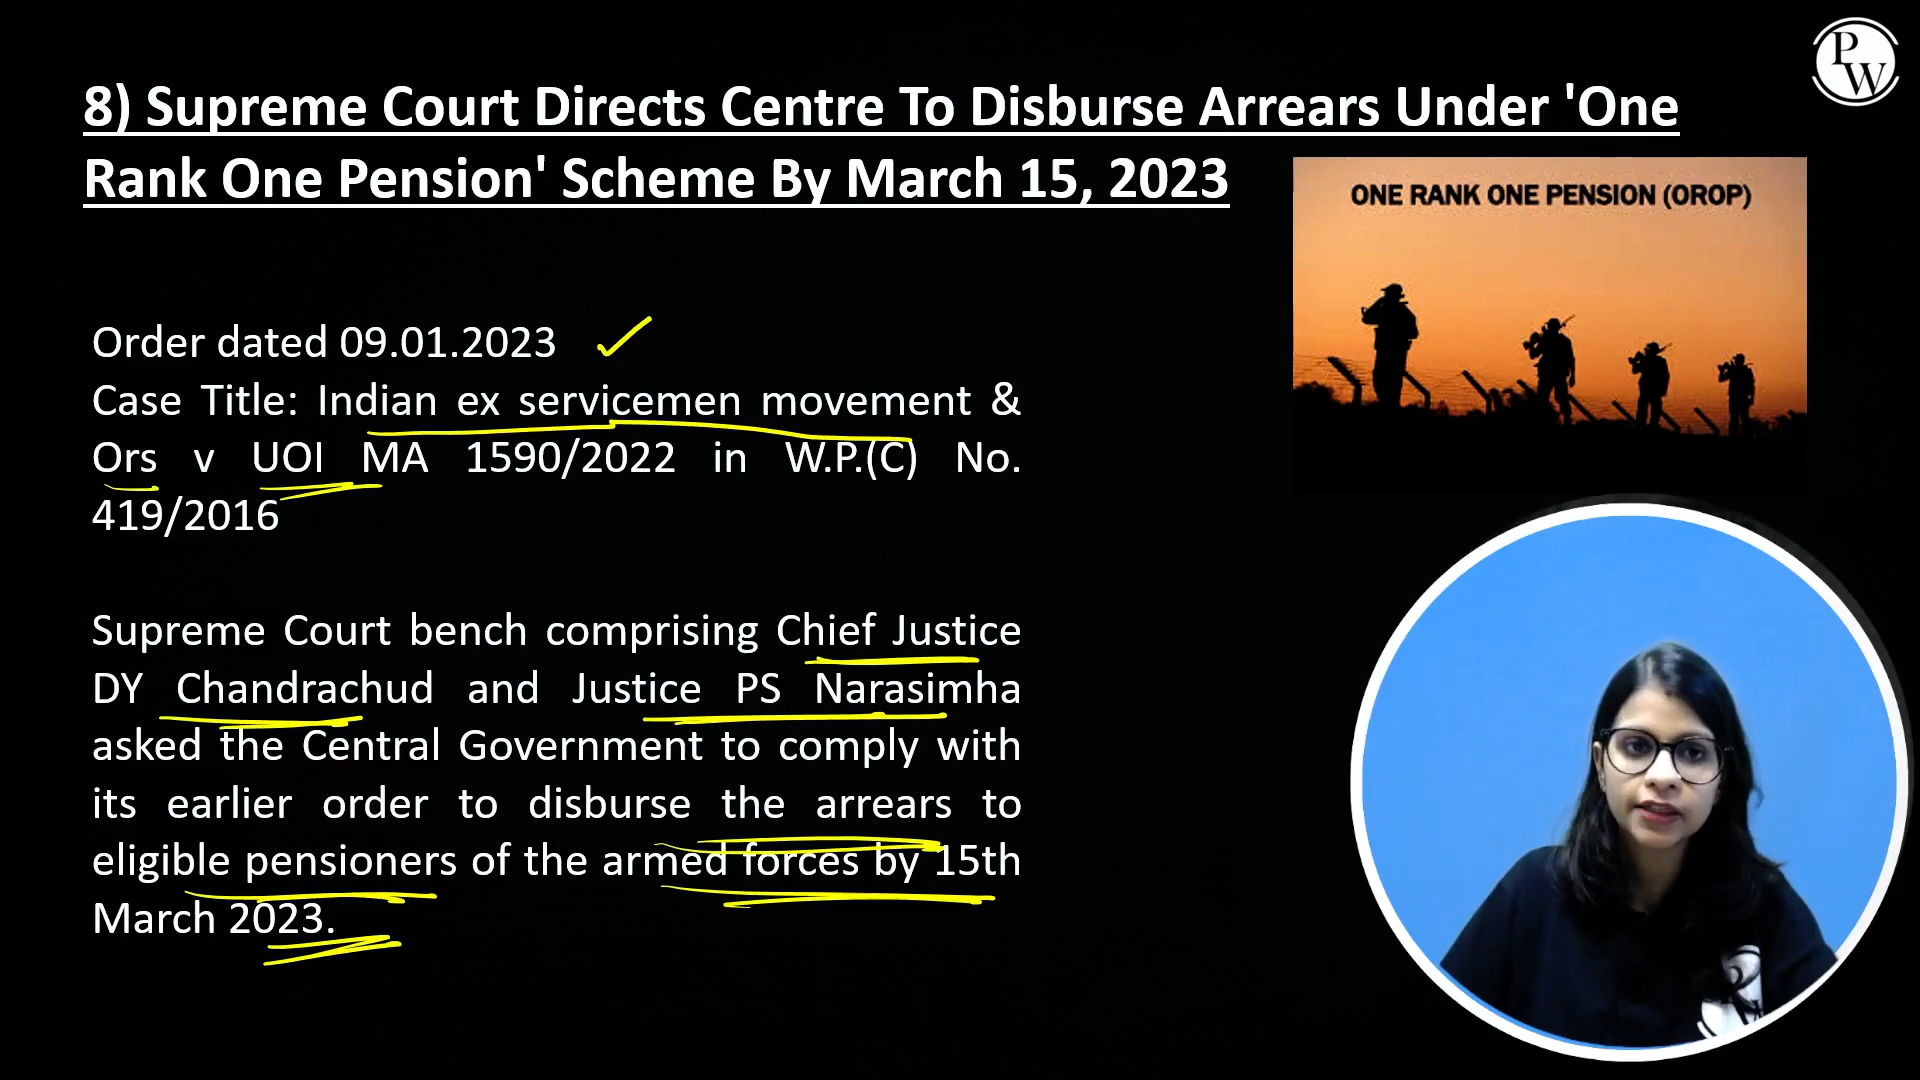 8) Supreme Court Directs Centre To Disburse Arrears Under 'One
Rank One Pension' Scheme By March 15, 2023
PW
ONE RANK ONE PENSION (OROP)
Order dated 09.01.2023
Case Title: Indian ex servicemen movement &
Ors v UOI MA 1590/2022 in W.P.(C) No.
419/2016
Supreme Court bench comprising Chief Justice
DY Chandrachud and Justice PS Narasimha
asked the Central Government to comply with
its earlier order to disburse the arrears to
eligible pensioners of the armed forces by 15th
March 2023.